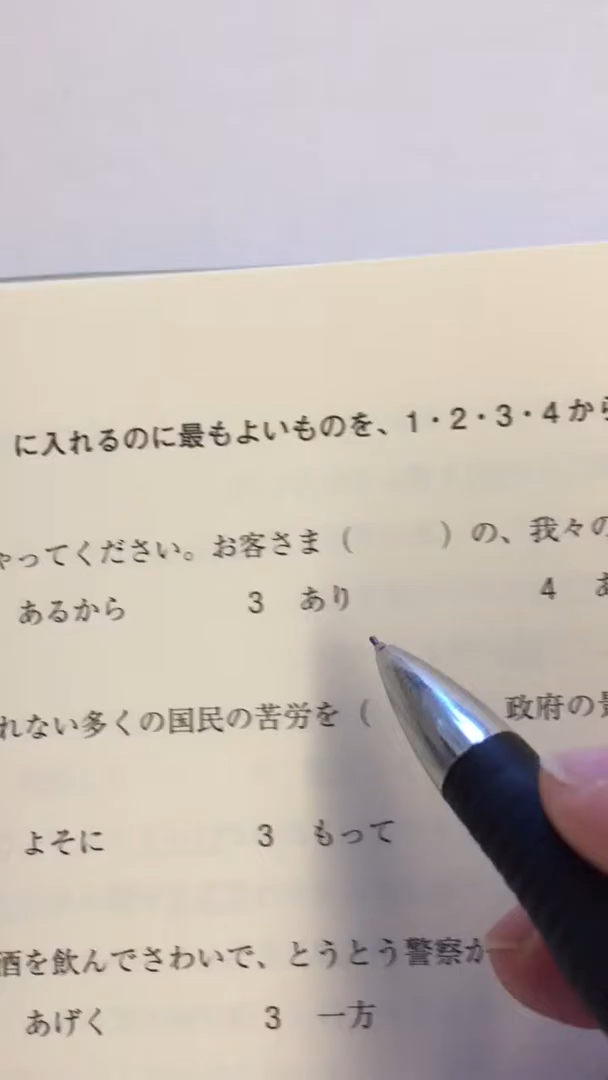 に入れるのに最もよいものを、1・2・3・4から
ゃってください。お客さま（　　）の、我々の
あるから　3　あり　4　あ
れない多くの国民の苦労を（　政府の
よそに　3　もって
酒を飲んでさわいで、とうとう警察か
あげく　3　一方